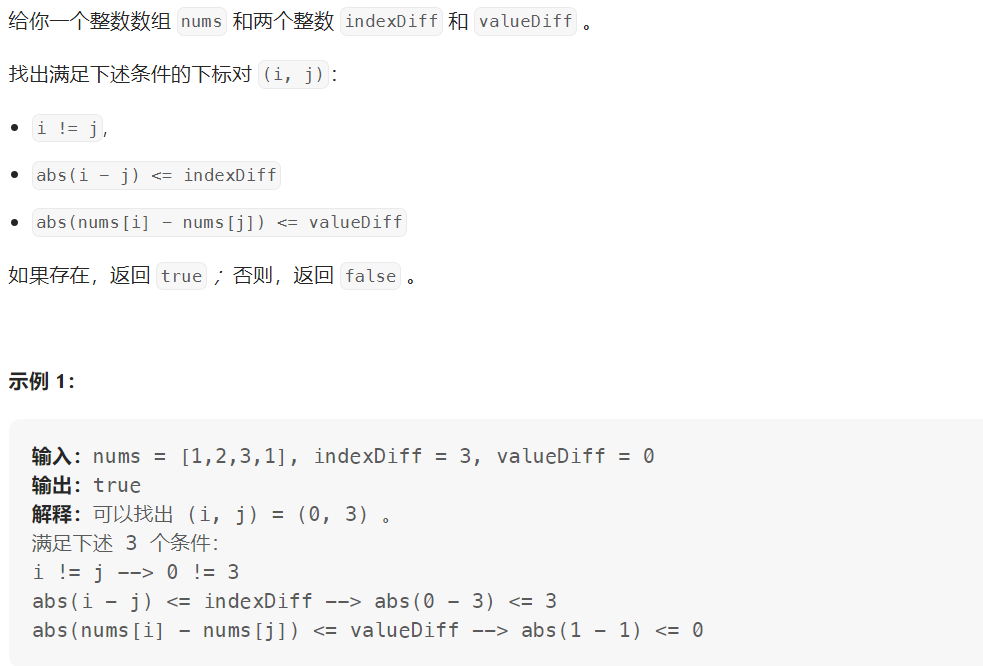 给你一个整数数组 nums 和两个整数 indexDiff 和 valueDiff 。
找出满足下述条件的下标对 (i, j)：
• i != j,
• abs(i - j) <= indexDiff
• abs(nums[i] - nums[j]) <= valueDiff
如果存在，返回 true ；否则，返回 false 。
示例 1：
输入：nums = [1,2,3,1], indexDiff = 3, valueDiff = 0
输出：true
解释：可以找出 (i, j) = (0, 3) 。
满足下述 3 个条件：
i != j --> 0 != 3
abs(i - j) <= indexDiff --> abs(0 - 3) <= 3
abs(nums[i] - nums[j]) <= valueDiff --> abs(1 - 1) <= 0